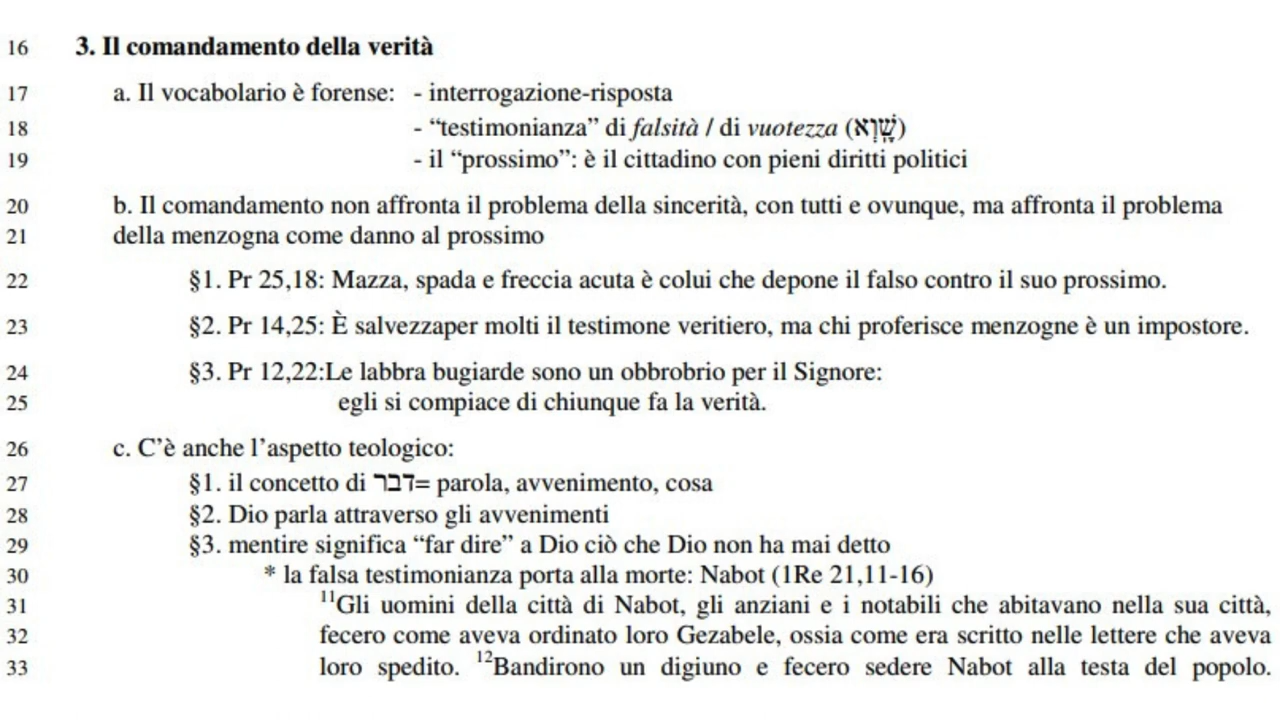 16 3. Il comandamento della verità
17 a. Il vocabolario è forense: - interrogazione-risposta
18 - “testimonianza” di falsità / di vuotezza (שָׁוְא)
19 - il “prossimo”: è il cittadino con pieni diritti politici
20 b. Il comandamento non affronta il problema della sincerità, con tutti e ovunque, ma affronta il problema
21 della menzogna come danno al prossimo
22 §1. Pr 25,18: Mazza, spada e freccia acuta è colui che depone il falso contro il suo prossimo.
23 §2. Pr 14,25: È salvezzaper molti il testimone veritiero, ma chi proferisce menzogne è un impostore.
24 §3. Pr 12,22:Le labbra bugiarde sono un obbrobrio per il Signore:
25 egli si compiace di chiunque fa la verità.
26 c. C’è anche l’aspetto teologico:
27 §1. il concetto di דבר= parola, avvenimento, cosa
28 §2. Dio parla attraverso gli avvenimenti
29 §3. mentire significa “far dire” a Dio ciò che Dio non ha mai detto
30 * la falsa testimonianza porta alla morte: Nabot (1Re 21,11-16)
31 11Gli uomini della città di Nabot, gli anziani e i notabili che abitavano nella sua città,
32 fecero come aveva ordinato loro Gezabele, ossia come era scritto nelle lettere che aveva
33 loro spedito. 12Bandirono un digiuno e fecero sedere Nabot alla testa del popolo.